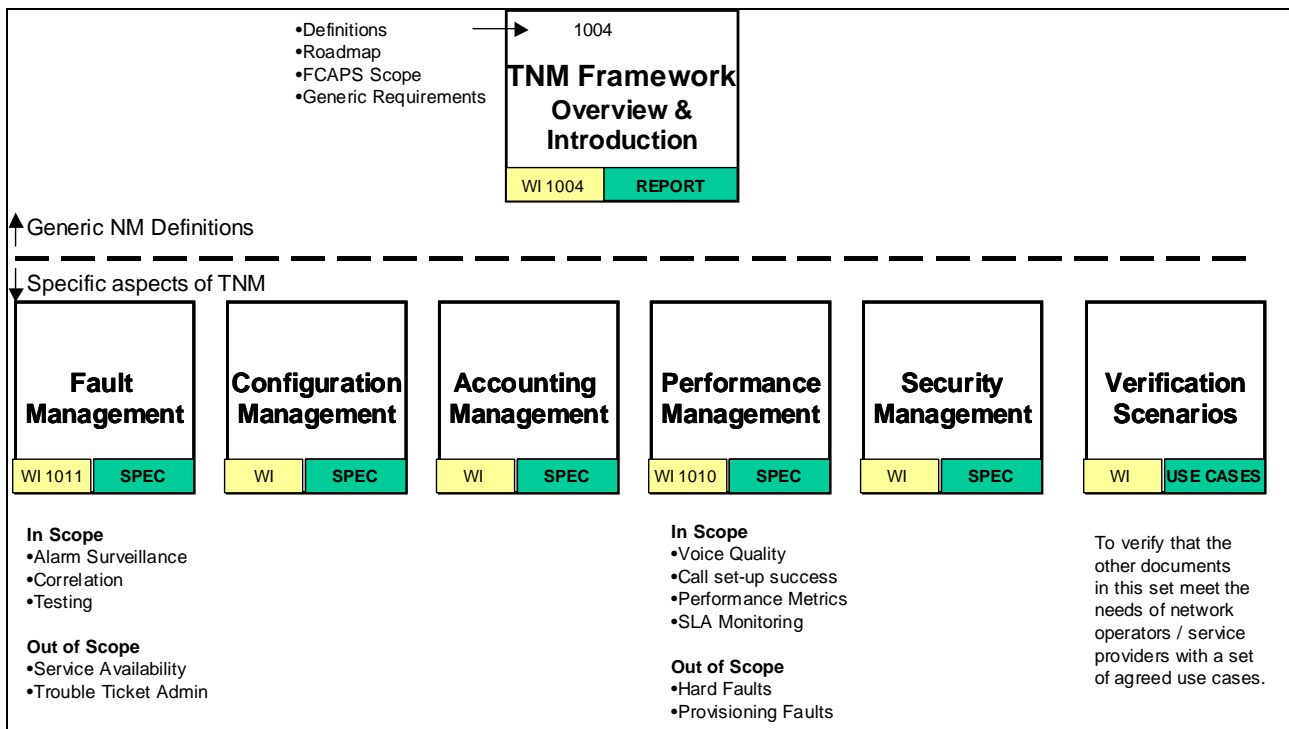 •Definitions
•Roadmap
•FCAPS Scope
•Generic Requirements
1004
TNM Framework
Overview &
Introduction
WI 1004
REPORT
Generic NM Definitions
Specific aspects of TNM
Fault
Management
WI 1011
SPEC
Configuration
Management
WI
SPEC
Accounting
Management
WI
SPEC
Performance
Management
WI 1010
SPEC
Security
Management
WI
SPEC
Verification
Scenarios
WI
USE CASES
In Scope
•Alarm Surveillance
•Correlation
•Testing
Out of Scope
•Service Availability
•Trouble Ticket Admin
In Scope
•Voice Quality
•Call set-up success
•Performance Metrics
•SLA Monitoring
Out of Scope
•Hard Faults
•Provisioning Faults
To verify that the
other documents
in this set meet the
needs of network
operators / service
providers with a set
of agreed use cases.